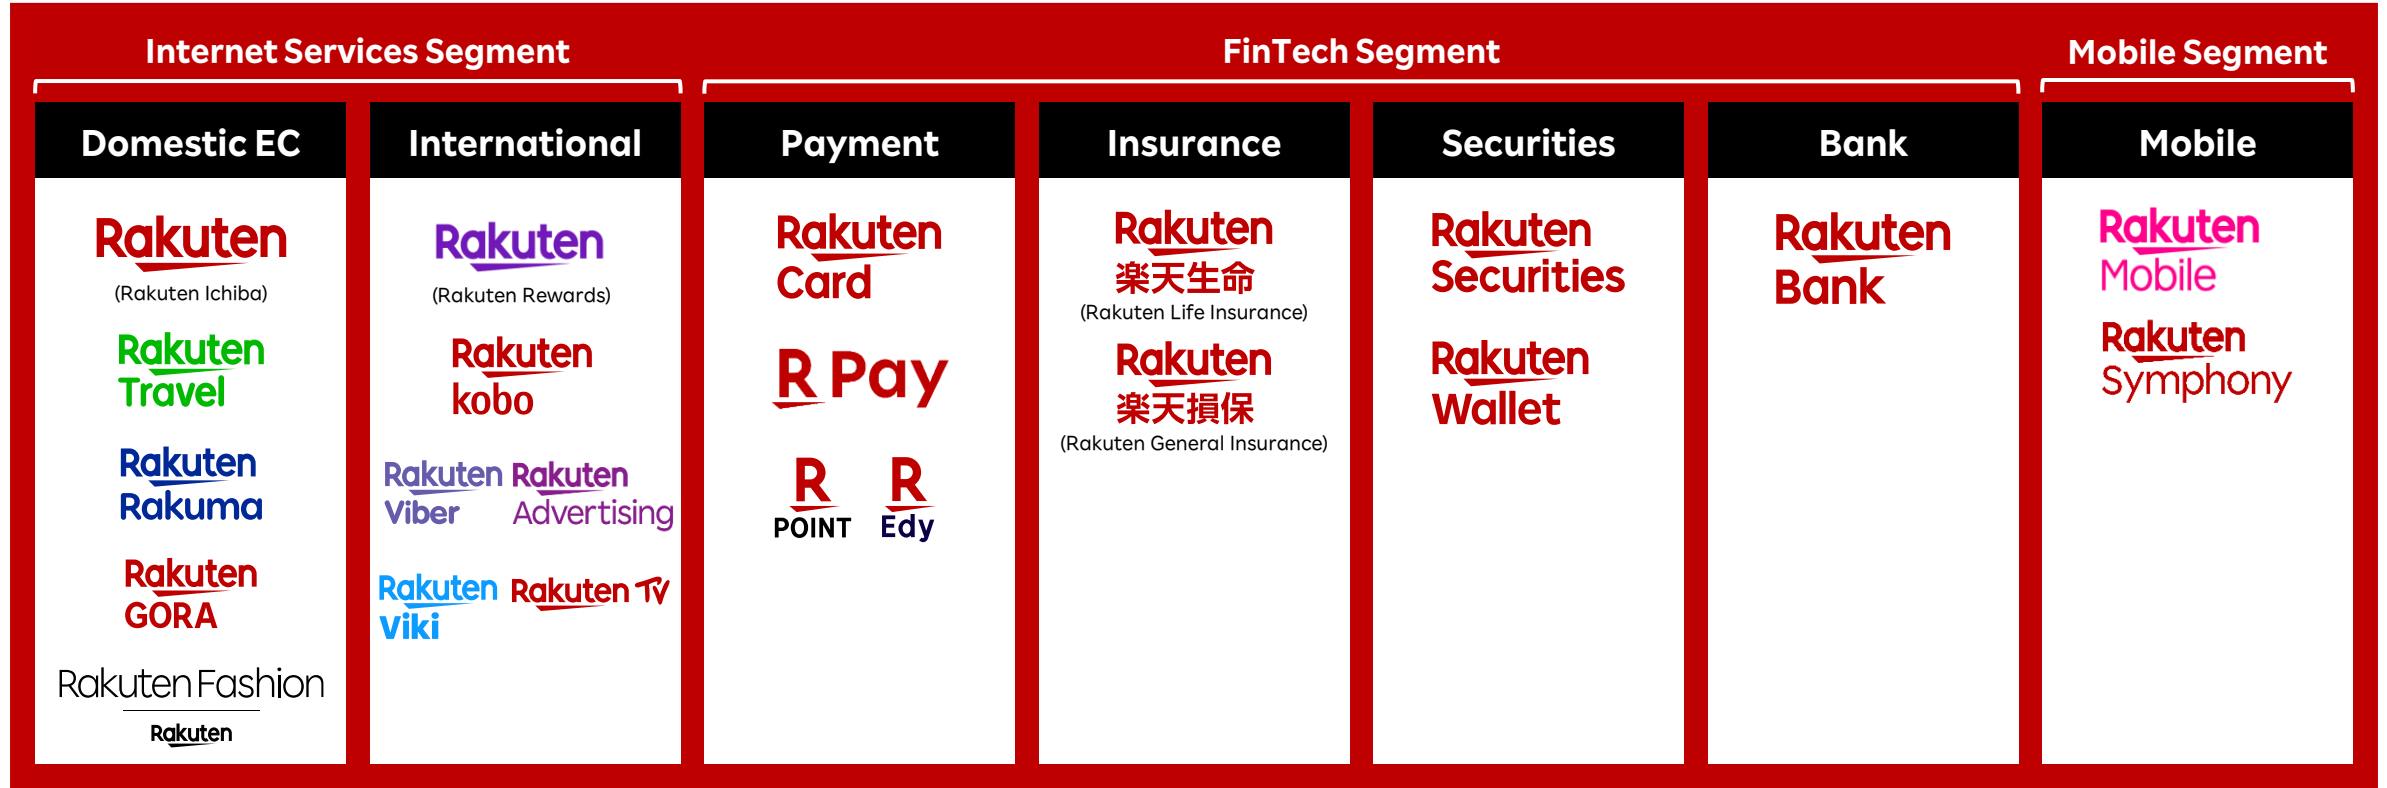 Internet Services Segment
FinTech Segment
Mobile Segment
Domestic EC
Rakuten
(Rakuten Ichiba)
Rakuten
Travel
Rakuten
Rakuma
Rakuten
GORA
Rakuten Fashion
Rakuten
International
Rakuten
(Rakuten Rewards)
Rakuten
kobo
Rakuten
Viber
Rakuten
Advertising
Rakuten
Viki
Rakuten TV
Payment
Rakuten
Card
R Pay
R
POINT
R
Edy
Insurance
Rakuten
楽天生命
(Rakuten Life Insurance)
Rakuten
楽天損保
(Rakuten General Insurance)
Securities
Rakuten
Securities
Rakuten
Wallet
Bank
Rakuten
Bank
Mobile
Rakuten
Mobile
Rakuten
Symphony